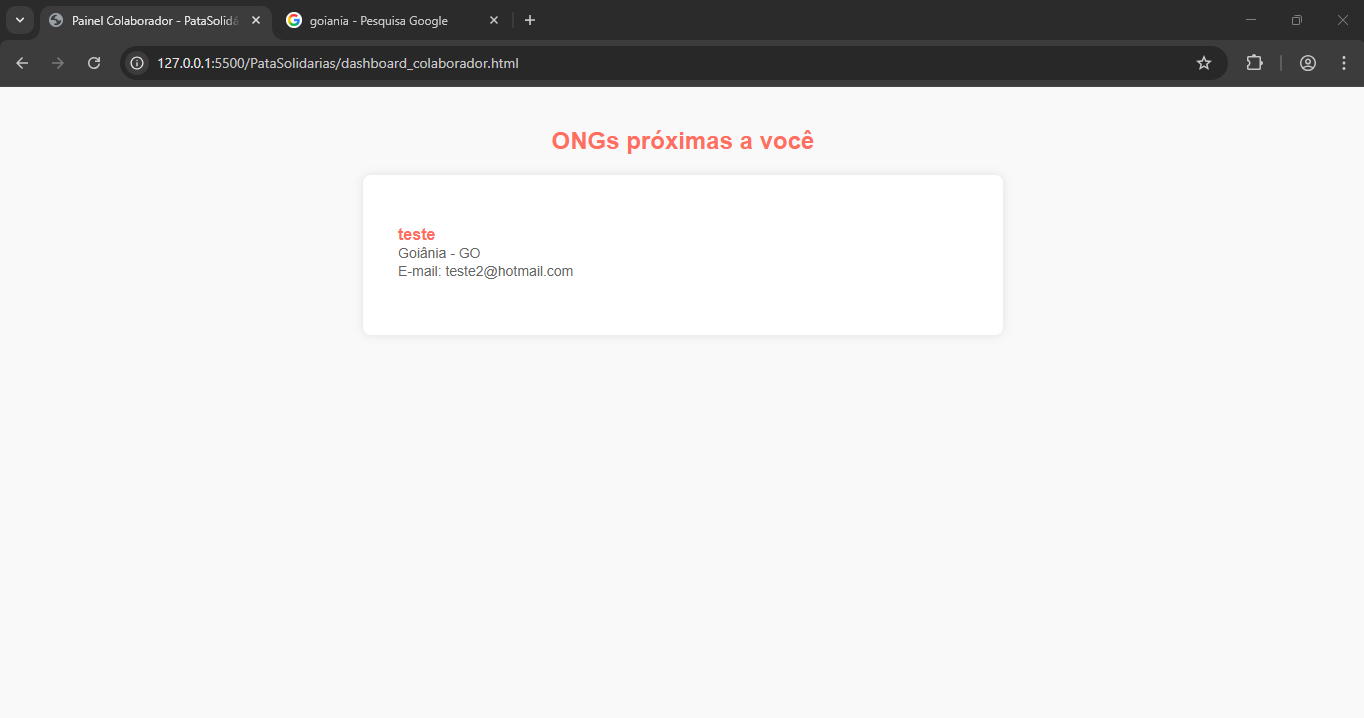 Painel Colaborador - PataSolidá
goiania - Pesquisa Google
127.0.0.1:5500/PataSolidarias/dashboard_colaborador.html
ONGs próximas a você
teste
Goiânia - GO
E-mail: teste2@hotmail.com